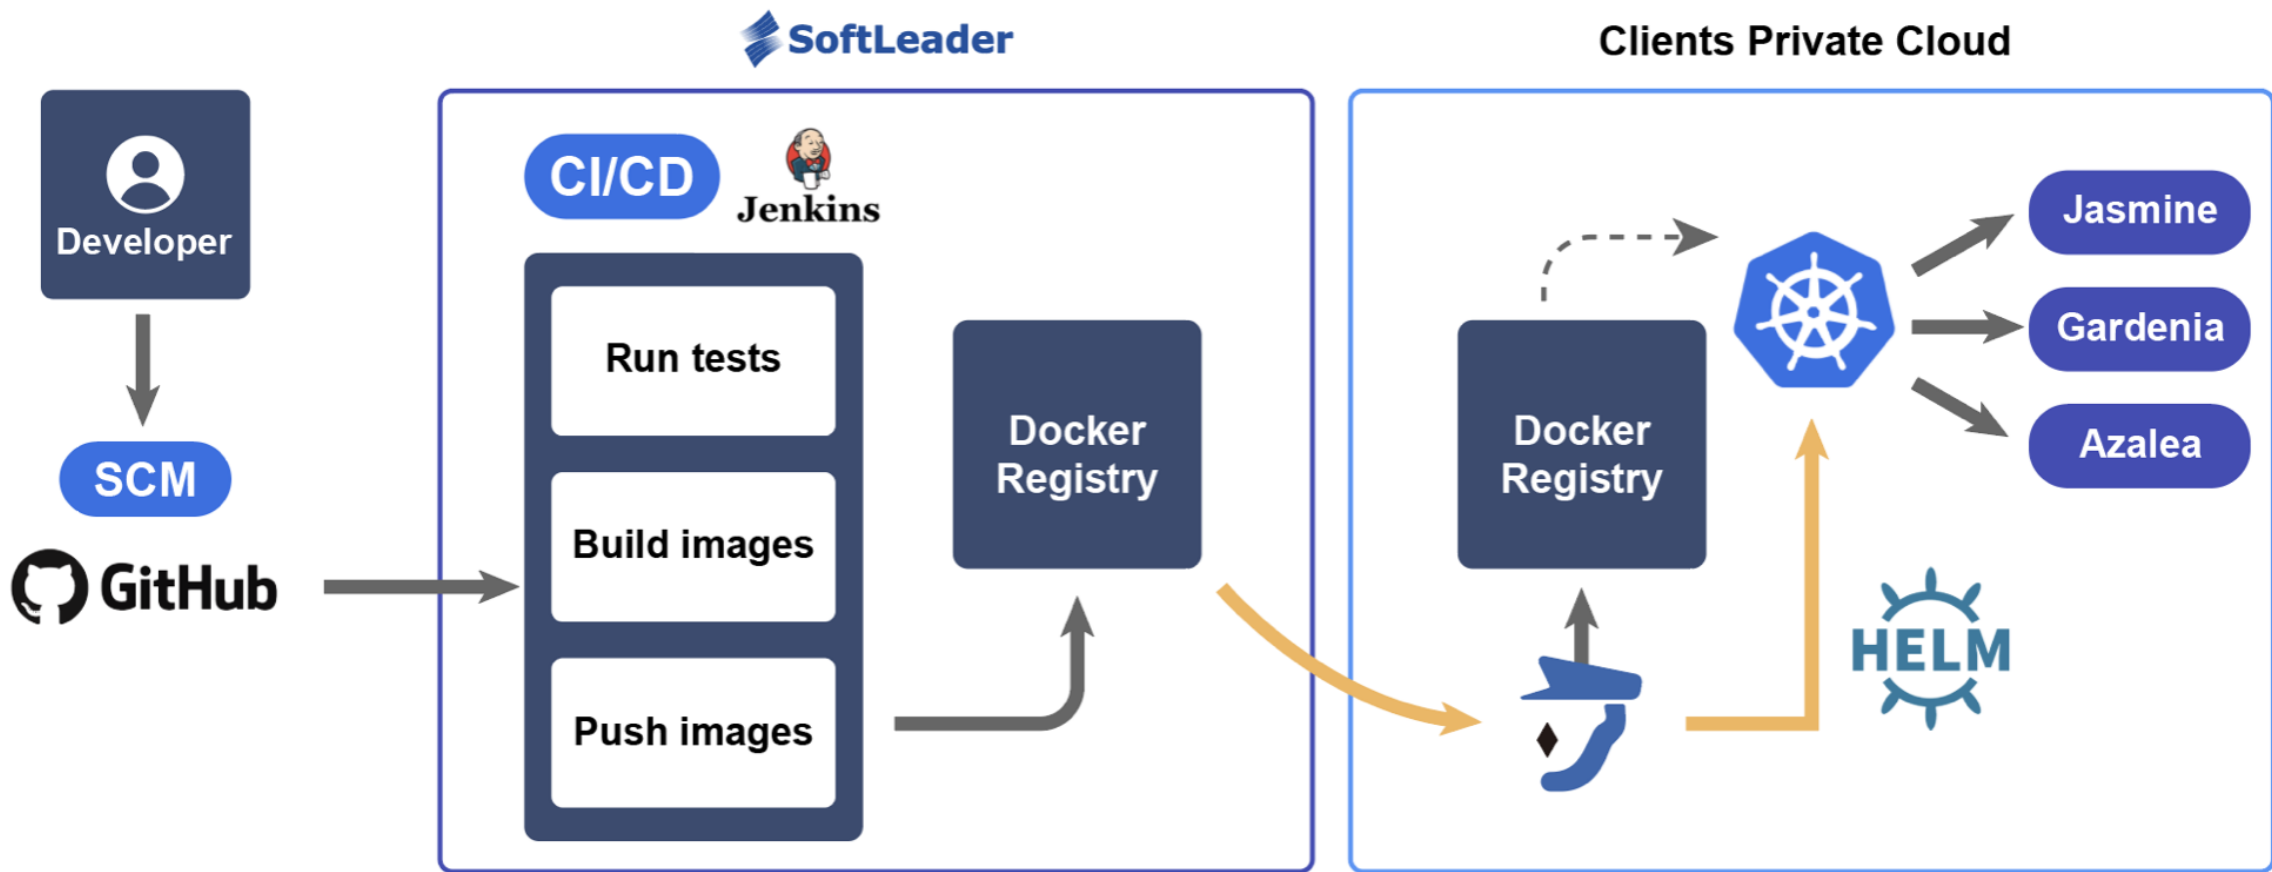 SoftLeader
Clients Private Cloud
Developer
SCM
GitHub
CI/CD
Jenkins
Run tests
Build images
Push images
Docker
Registry
Docker
Registry
HELM
Jasmine
Gardenia
Azalea